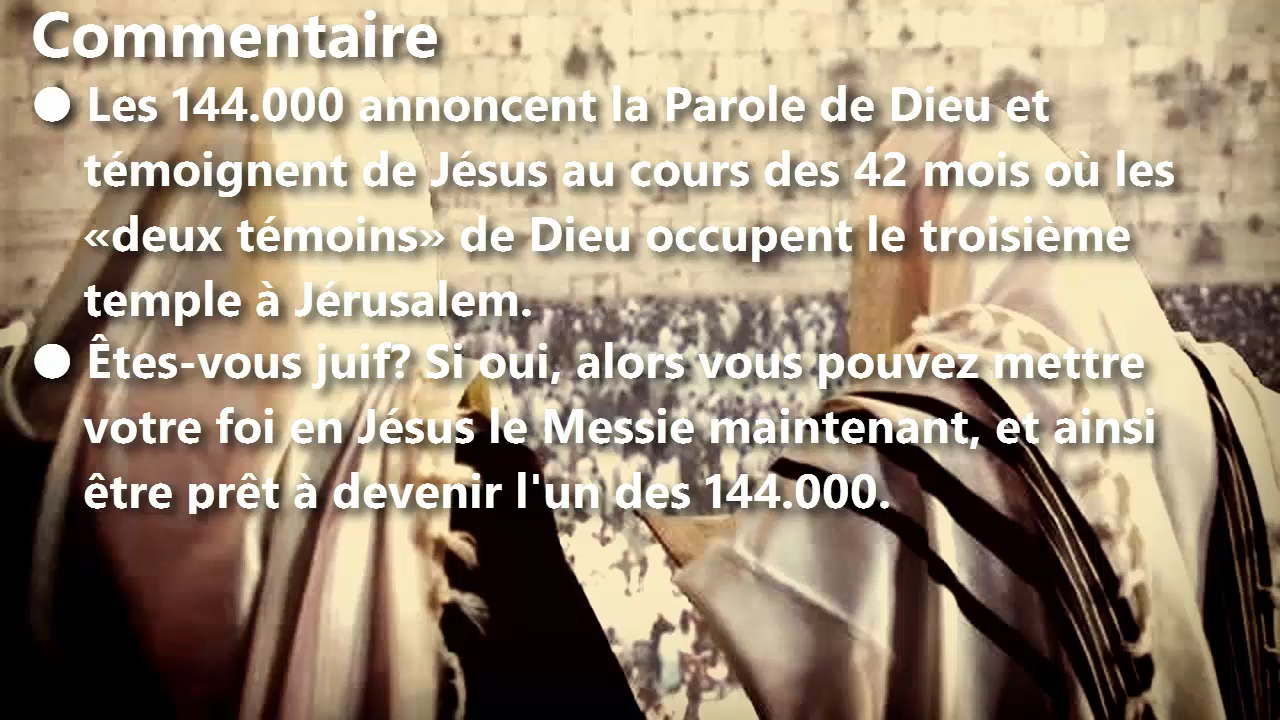 Commentaire
● Les 144.000 annoncent la Parole de Dieu et
témoignent de Jésus au cours des 42 mois où les
«deux témoins» de Dieu occupent le troisième
temple à Jérusalem.
● Êtes-vous juif? Si oui, alors vous pouvez mettre
votre foi en Jésus le Messie maintenant, et ainsi
être prêt à devenir l'un des 144.000.